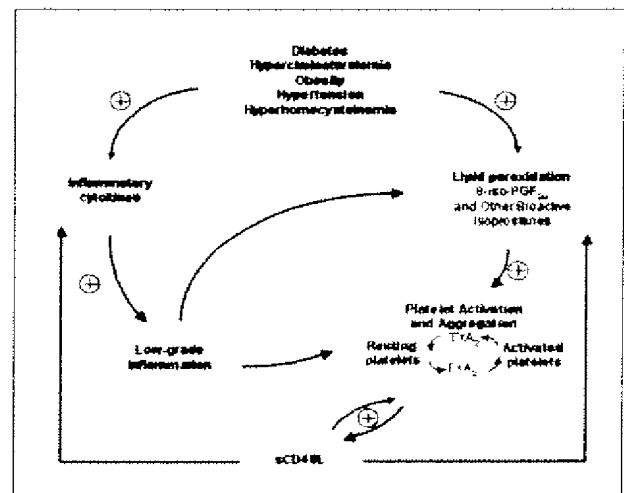 Diabetes
Hypercholesterolemia
Obesity
Hypertension
Hyperhomocysteinemia
+
+
Inflammatory
cytokines
Lipid peroxidation
8-iso-PGF2α
and Other Bioactive
Isoprostanes
+
+
Platelet Activation
and Aggregation
TxA2
Resting
platelets
Activated
platelets
TxA2
Low-grade
inflammation
+
sCD40L